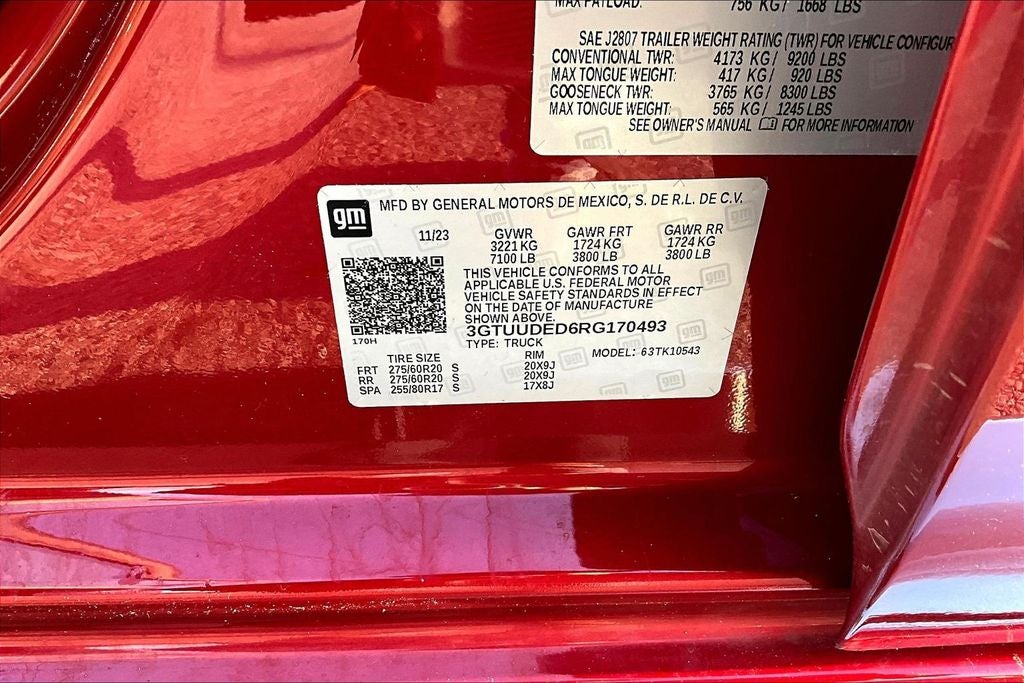 MAX PAYLOAD: 756 KG/ 1668 LBS
SAE J2807 TRAILER WEIGHT RATING (TWR) FOR VEHICLE
CONVENTIONAL TWR: 4173 KG/ 9200 LBS
MAX TONGUE WEIGHT: 417 KG/ 920 LBS
GOOSENECK TWR: 3765 KG/ 8300 LBS
MAX TONGUE WEIGHT: 565 KG/ 1245 LBS
SEE OWNER'S MANUAL FOR MORE INFORMATION
gm
MFD BY GENERAL MOTORS DE MEXICO, S. DE R.L. DE C.V.
11/23 GVWR GAWR FRT GAWR RR
3221 KG 1724 KG 1724 KG
7100 LB 3800 LB 3800 LB
THIS VEHICLE CONFORMS TO ALL
APPLICABLE U.S. FEDERAL MOTOR
VEHICLE SAFETY STANDARDS IN EFFECT
ON THE DATE OF MANUFACTURE
SHOWN ABOVE.
3GTUUDED6RG170493
170H
TYPE: TRUCK
MODEL: 63TK10543
TIRE SIZE RIM
FRT 275/60R20 S 20X9J
RR 275/60R20 S 20X9J
SPA 255/80R17 S 17X8J